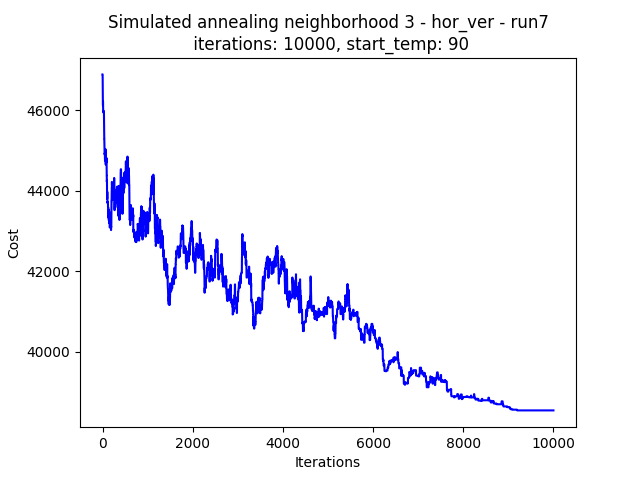 Simulated annealing neighborhood 3 - hor_ver - run7
iterations: 10000, start_temp: 90
46000
44000
42000
40000
Cost
0 2000 4000 6000 8000 10000
Iterations